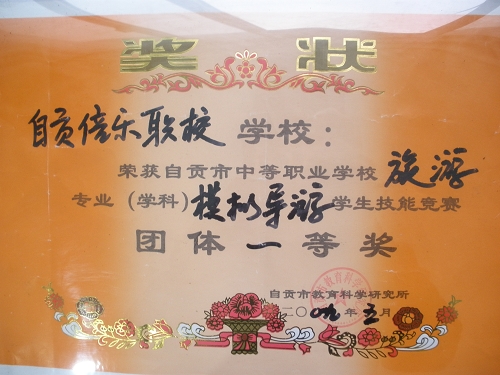 奖状
自贡倍乐职校学校：
荣获自贡市中等职业学校旅游
专业（学科）模拟导游学生技能竞赛
团体一等奖
自贡市教育科学研究所
二〇〇九年五月